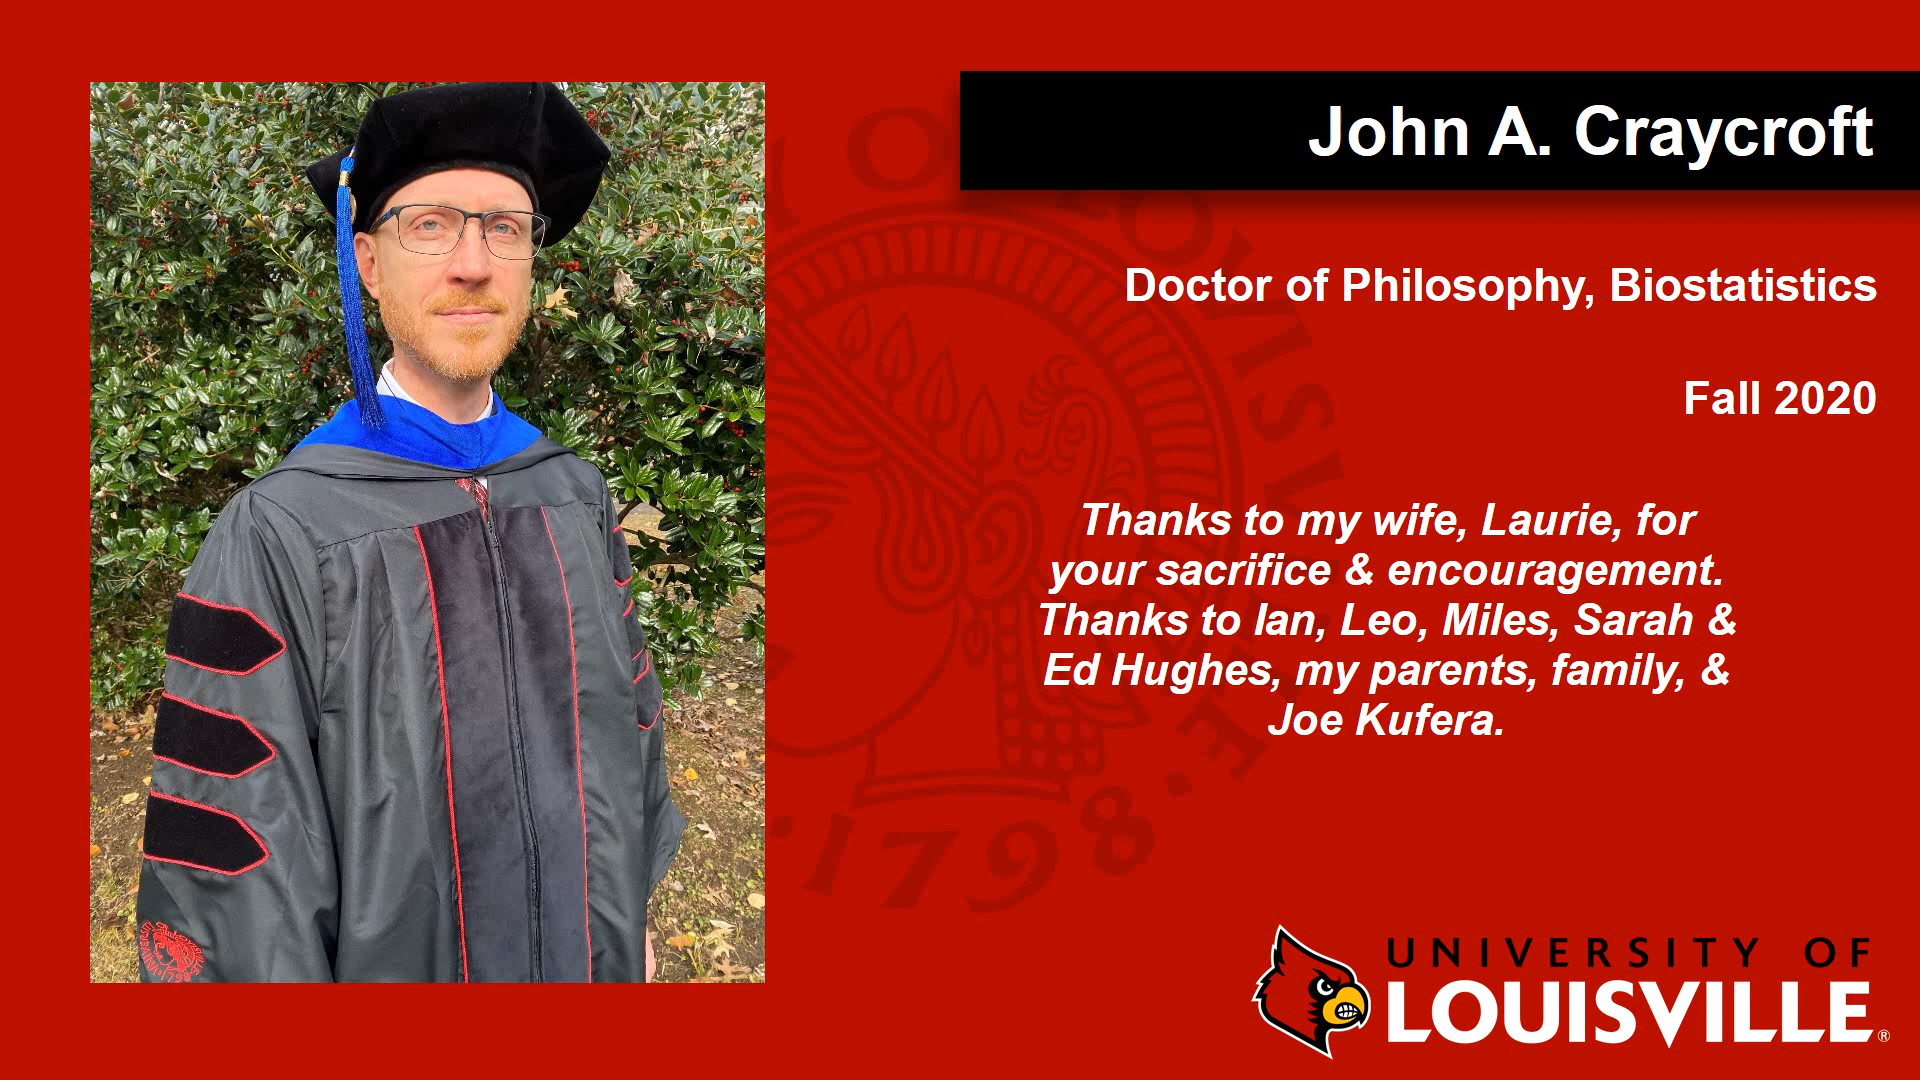 John A. Craycroft
Doctor of Philosophy, Biostatistics
Fall 2020
Thanks to my wife, Laurie, for
your sacrifice & encouragement.
Thanks to Ian, Leo, Miles, Sarah &
Ed Hughes, my parents, family, &
Joe Kufera.
UNIVERSITY OF
LOUISVILLE®
1798